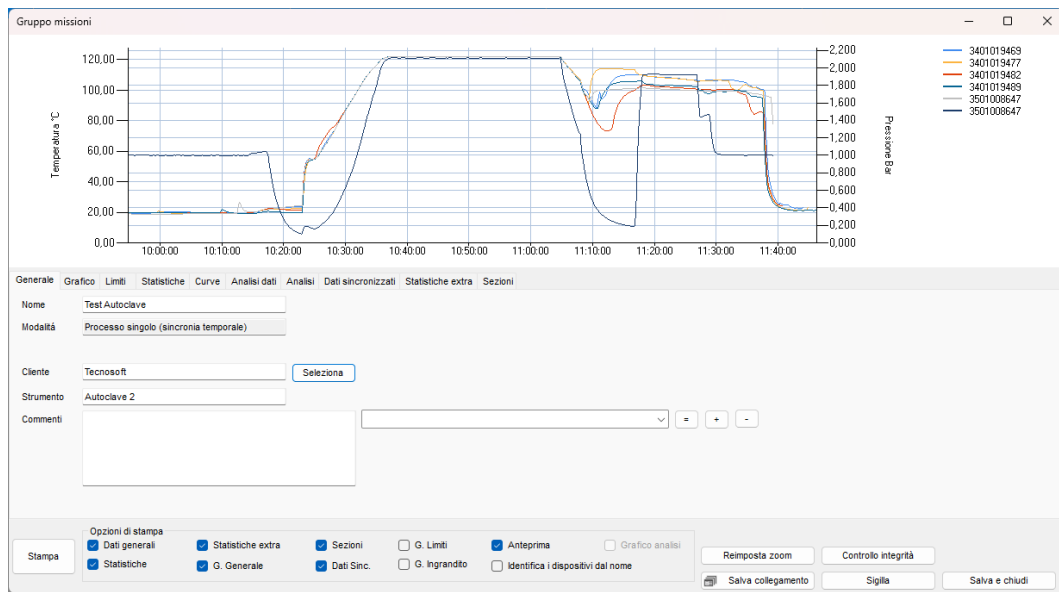 Gruppo missioni
120,00
100,00
80,00
60,00
40,00
20,00
0,00
Temperatura °C
2,200
2,000
1,800
1,600
1,400
1,200
1,000
0,800
0,600
0,400
0,200
0,000
Pressione Bar
10:00:00 10:10:00 10:20:00 10:30:00 10:40:00 10:50:00 11:00:00 11:10:00 11:20:00 11:30:00 11:40:00
3401019469
3401019477
3401019482
3401019489
3501008647
3501008647
Generale Grafico Limiti Statistiche Curve Analisi dati Analisi Dati sincronizzati Statistiche extra Sezioni
Nome Test Autoclave
Modalità Processo singolo (sincronia temporale)
Cliente Tecnosoft Seleziona
Strumento Autoclave 2
Commenti = + -
Opzioni di stampa
Stampa
Dati generali Statistiche extra Sezioni G. Limiti Anteprima Grafico analisi
Statistiche G. Generale Dati Sinc. G. Ingrandito Identifica i dispositivi dal nome
Reimposta zoom Controllo integrità
Salva collegamento Sigilla Salva e chiudi